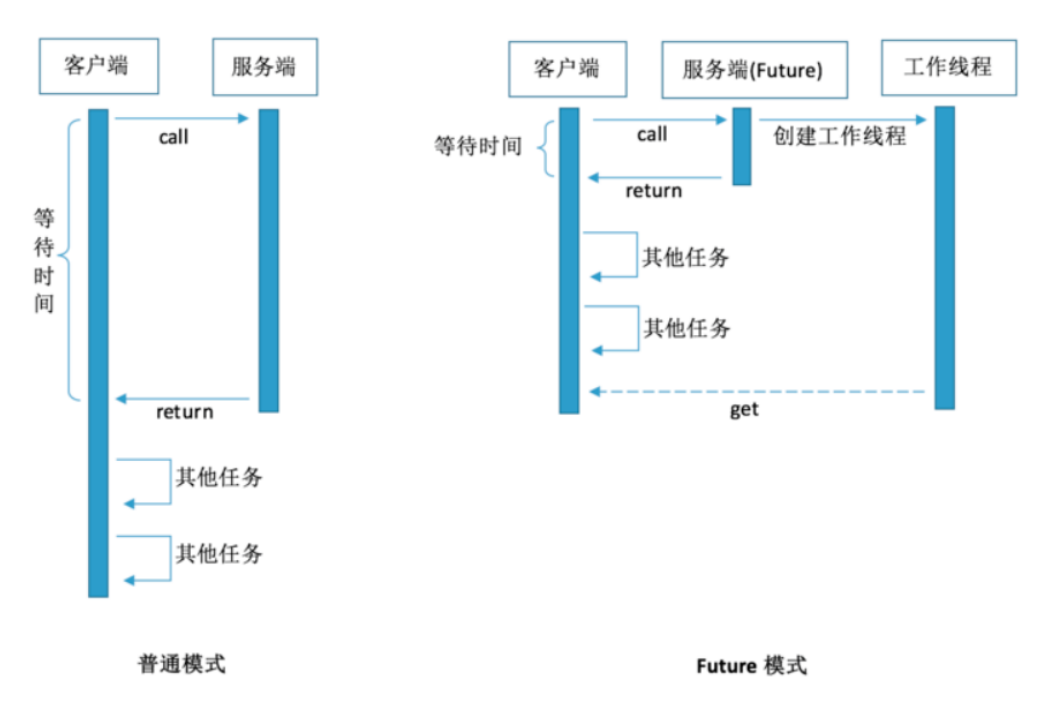 客户端
服务端
call
等待时间
return
其他任务
其他任务
普通模式
客户端
服务端(Future)
工作线程
call
创建工作线程
等待时间
return
其他任务
其他任务
get
Future 模式